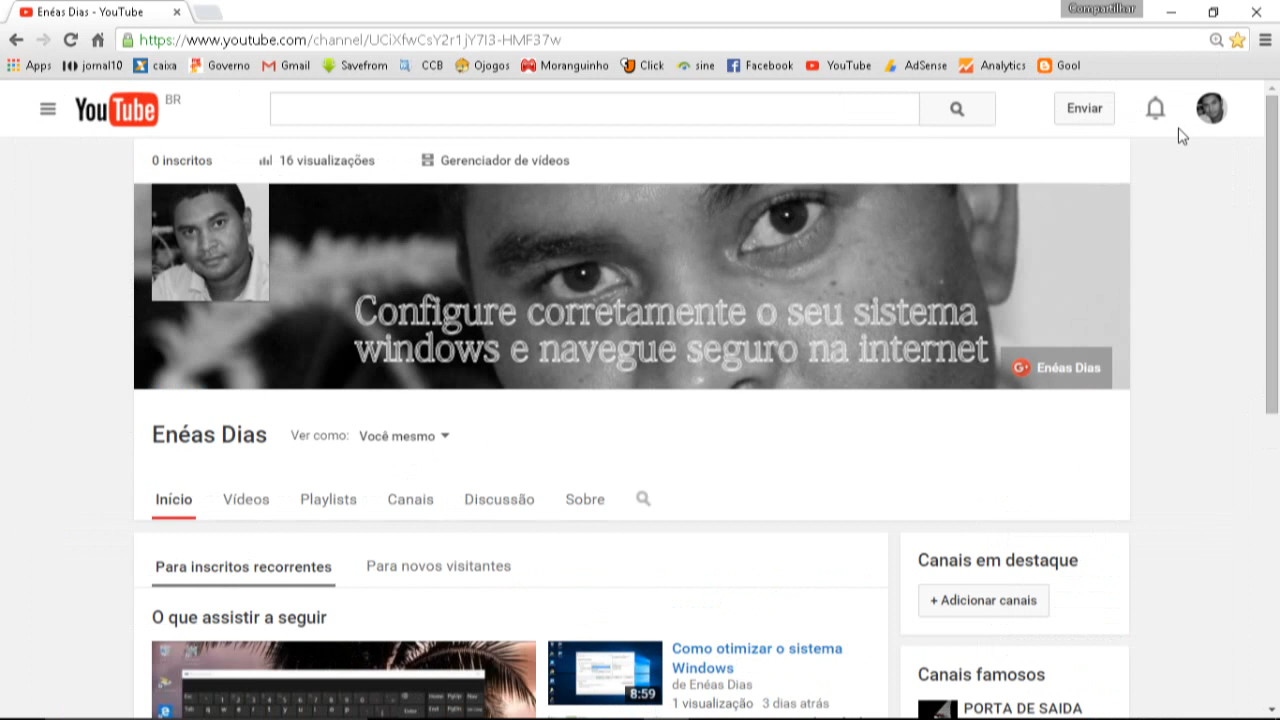 Enéas Dias - YouTube
Compartilhar
https://www.youtube.com/channel/UCiXfwCsY2r1jY7I3-HMF37w
Apps jornal10 caixa Governo Gmail Savefrom CCB Ojogos Moranguinho Click sine Facebook YouTube AdSense Analytics Gool
YouTube BR
Enviar
0 inscritos 16 visualizações Gerenciador de vídeos
Configure corretamente o seu sistema
windows e navegue seguro na internet
G+ Enéas Dias
Enéas Dias Ver como: Você mesmo
Início Vídeos Playlists Canais Discussão Sobre
Para inscritos recorrentes Para novos visitantes
O que assistir a seguir
8:59
Como otimizar o sistema
Windows
de Enéas Dias
1 visualização 3 dias atrás
Canais em destaque
+ Adicionar canais
Canais famosos
PORTA DE SAIDA